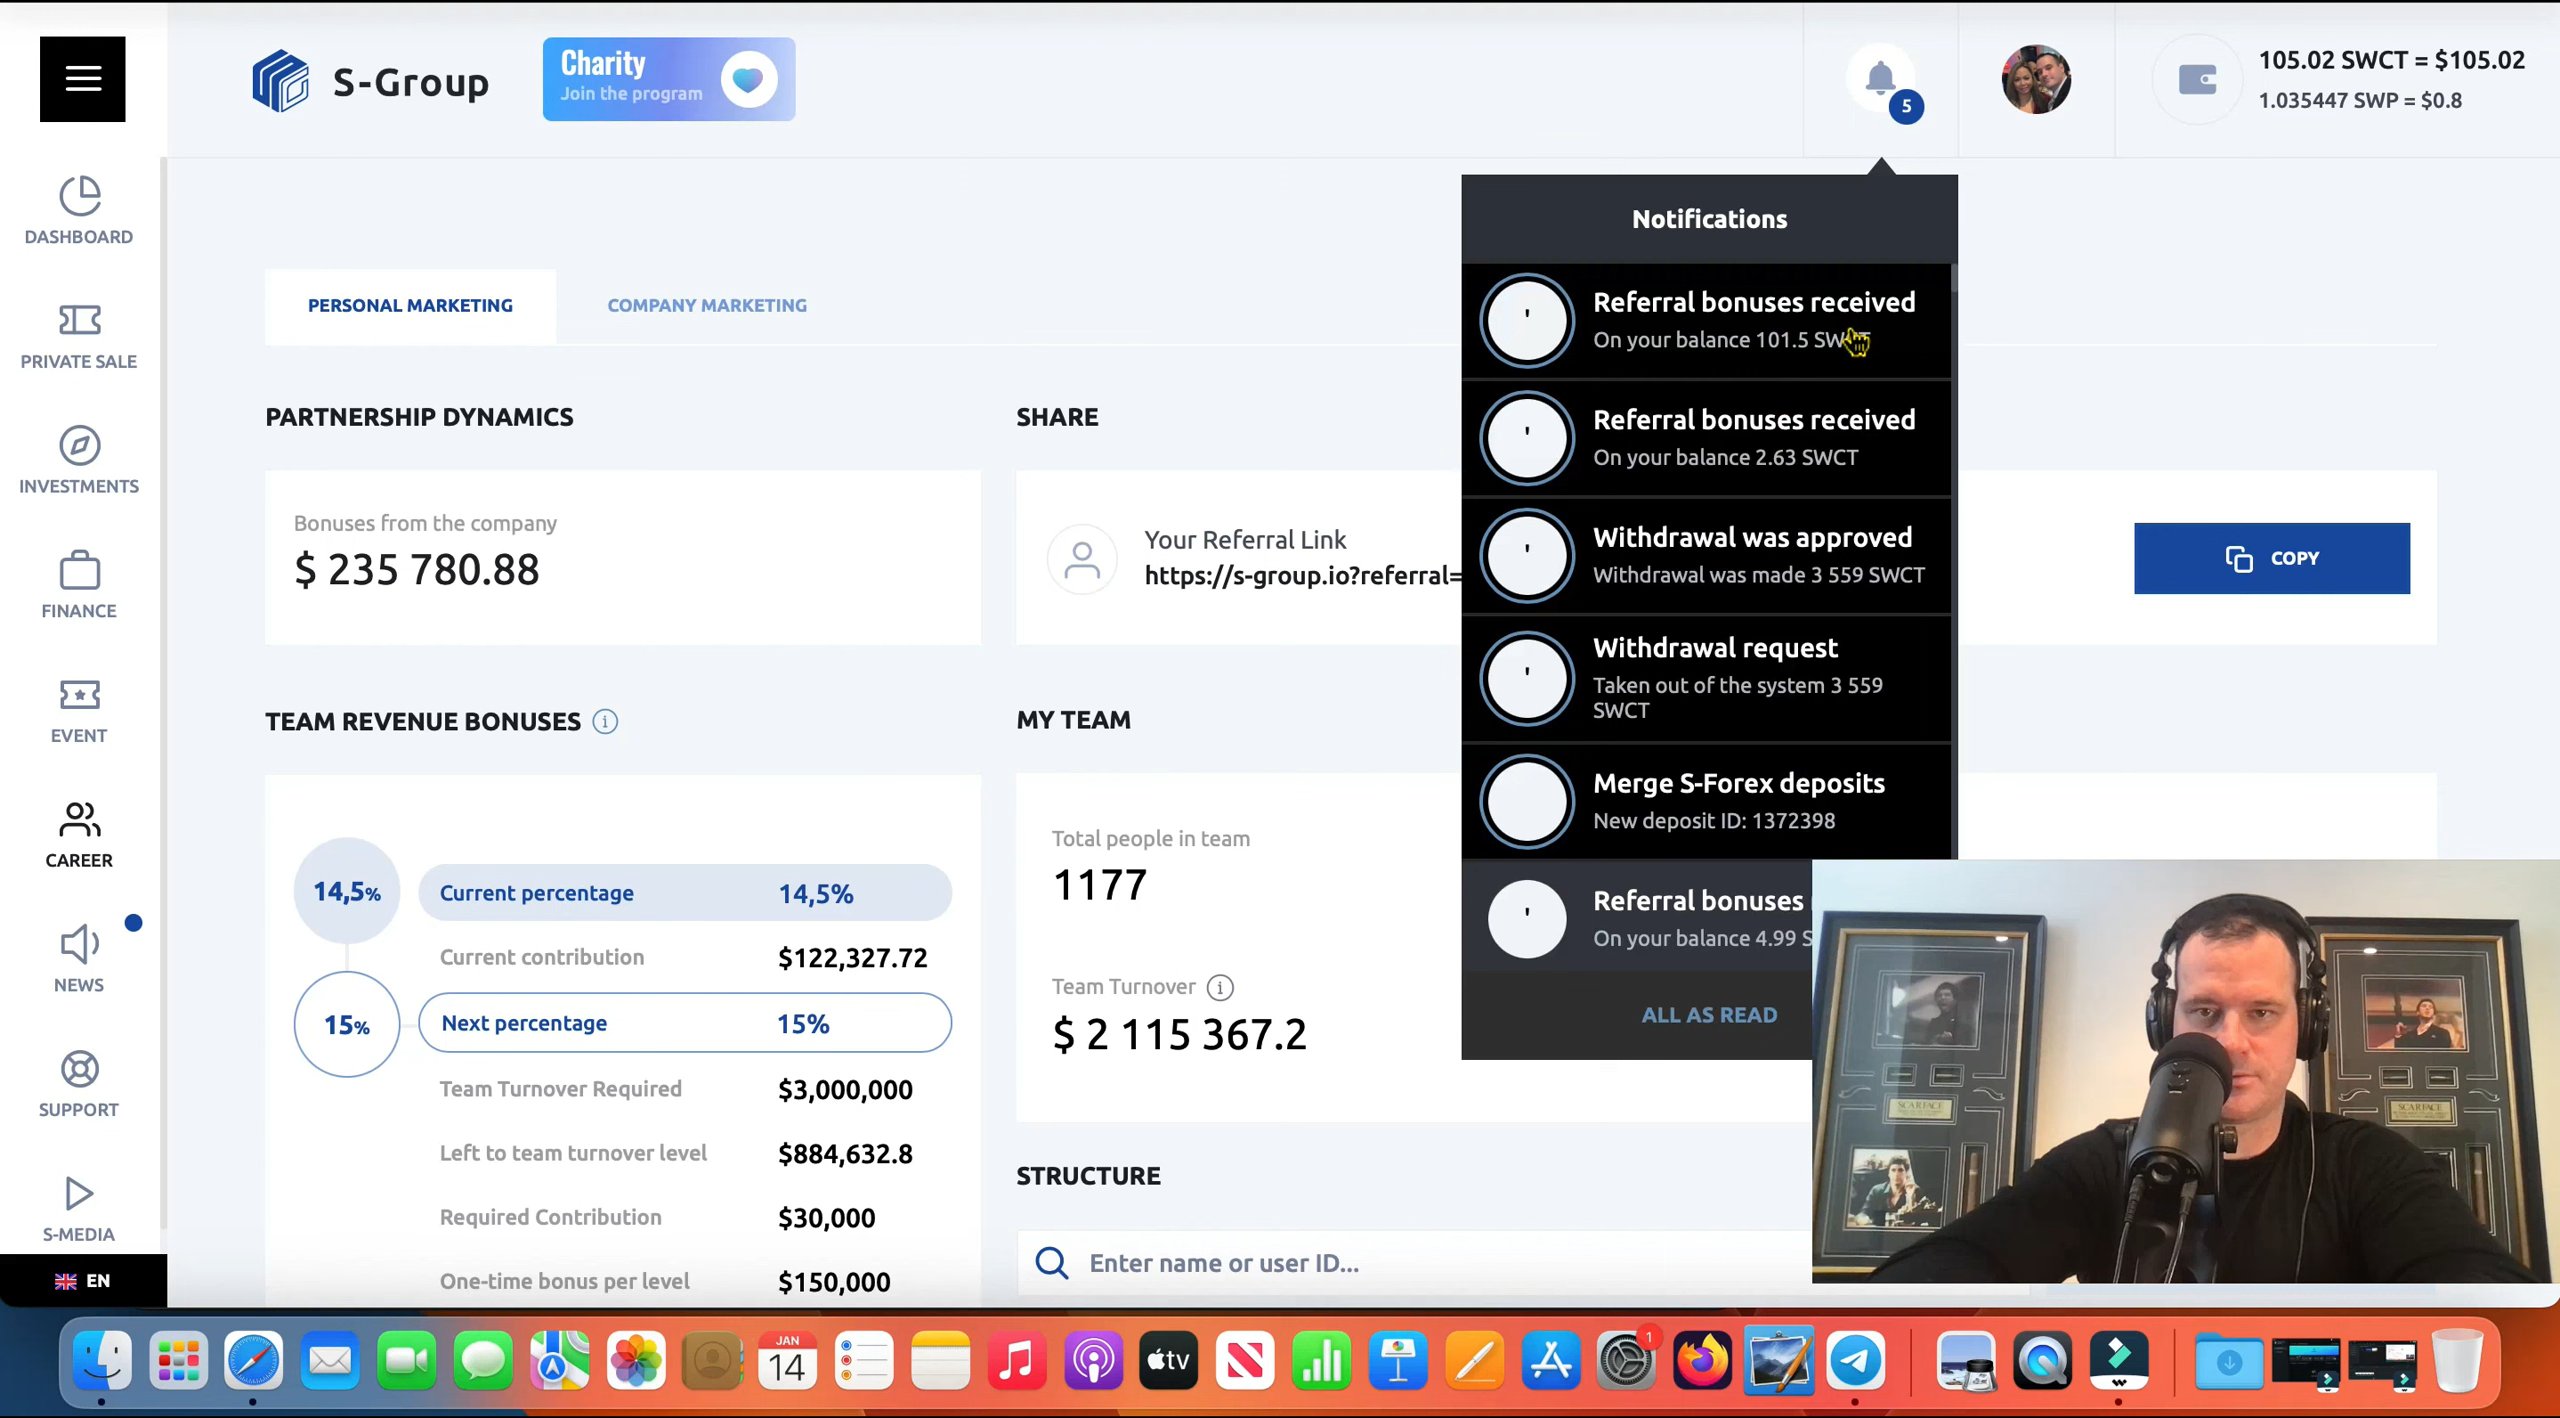 S-Group
Charity
Join the program
5
105.02 SWCT = $105.02
1.035447 SWP = $0.8
DASHBOARD
PRIVATE SALE
INVESTMENTS
FINANCE
EVENT
CAREER
NEWS
SUPPORT
S-MEDIA
EN
PERSONAL MARKETING
COMPANY MARKETING
PARTNERSHIP DYNAMICS
Bonuses from the company
$ 235 780.88
SHARE
Your Referral Link
https://s-group.io?referral=
COPY
TEAM REVENUE BONUSES
14,5%
Current percentage 14,5%
Current contribution $122,327.72
15%
Next percentage 15%
Team Turnover Required $3,000,000
Left to team turnover level $884,632.8
Required Contribution $30,000
One-time bonus per level $150,000
MY TEAM
Total people in team
1177
Team Turnover
$ 2 115 367.2
STRUCTURE
Enter name or user ID...
Notifications
Referral bonuses received
On your balance 101.5 SWCT
Referral bonuses received
On your balance 2.63 SWCT
Withdrawal was approved
Withdrawal was made 3 559 SWCT
Withdrawal request
Taken out of the system 3 559
SWCT
Merge S-Forex deposits
New deposit ID: 1372398
Referral bonuses
On your balance 4.99 S
ALL AS READ
SCARFACE
SCARFACE
JAN
14
tv
1